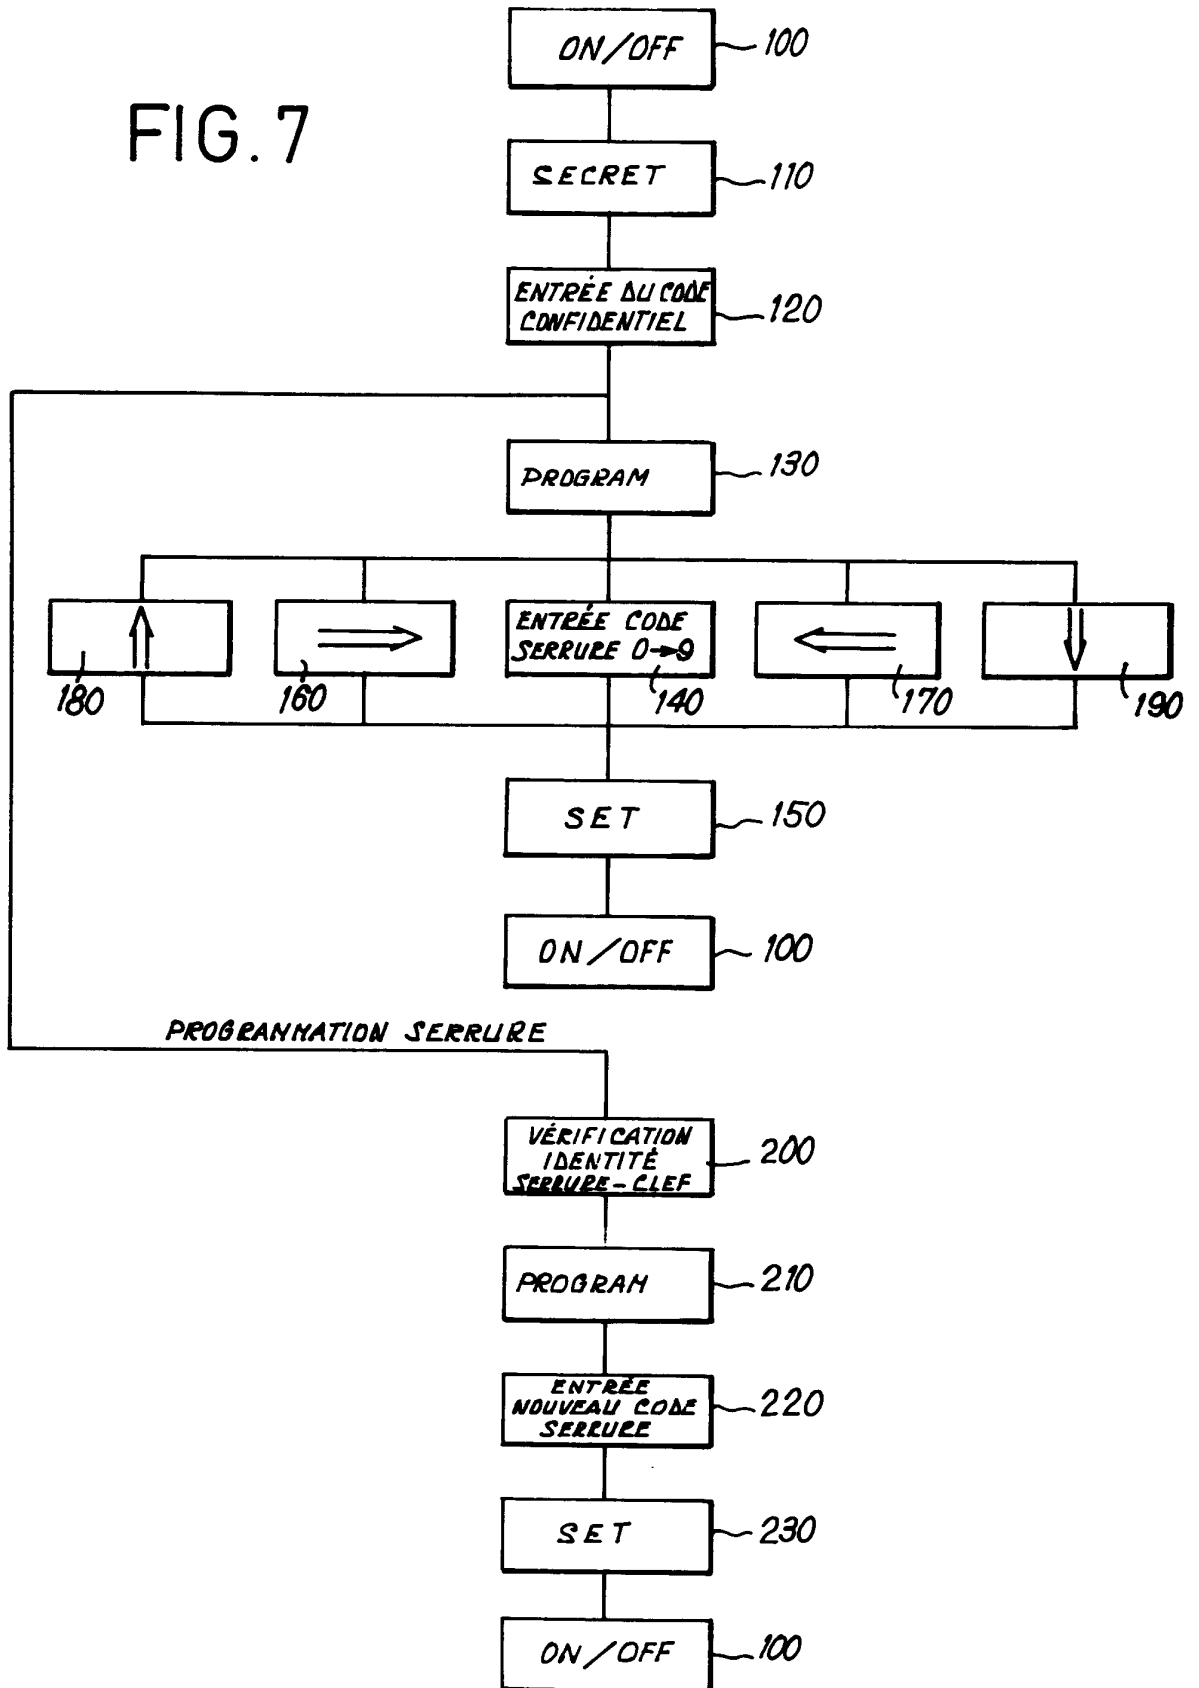 ON/OFF 100
FIG. 7
SECRET 110
ENTRÉE DU CODE
CONFIDENTIEL 120
PROGRAM 130
ENTRÉE CODE
SERRURE 0→9
180 160 140 170 190
SET 150
ON/OFF 100
PROGRAMMATION SERRURE
VÉRIFICATION
IDENTITÉ
SERRURE-CLEF 200
PROGRAM 210
ENTRÉE
NOUVEAU CODE
SERRURE 220
SET 230
ON/OFF 100